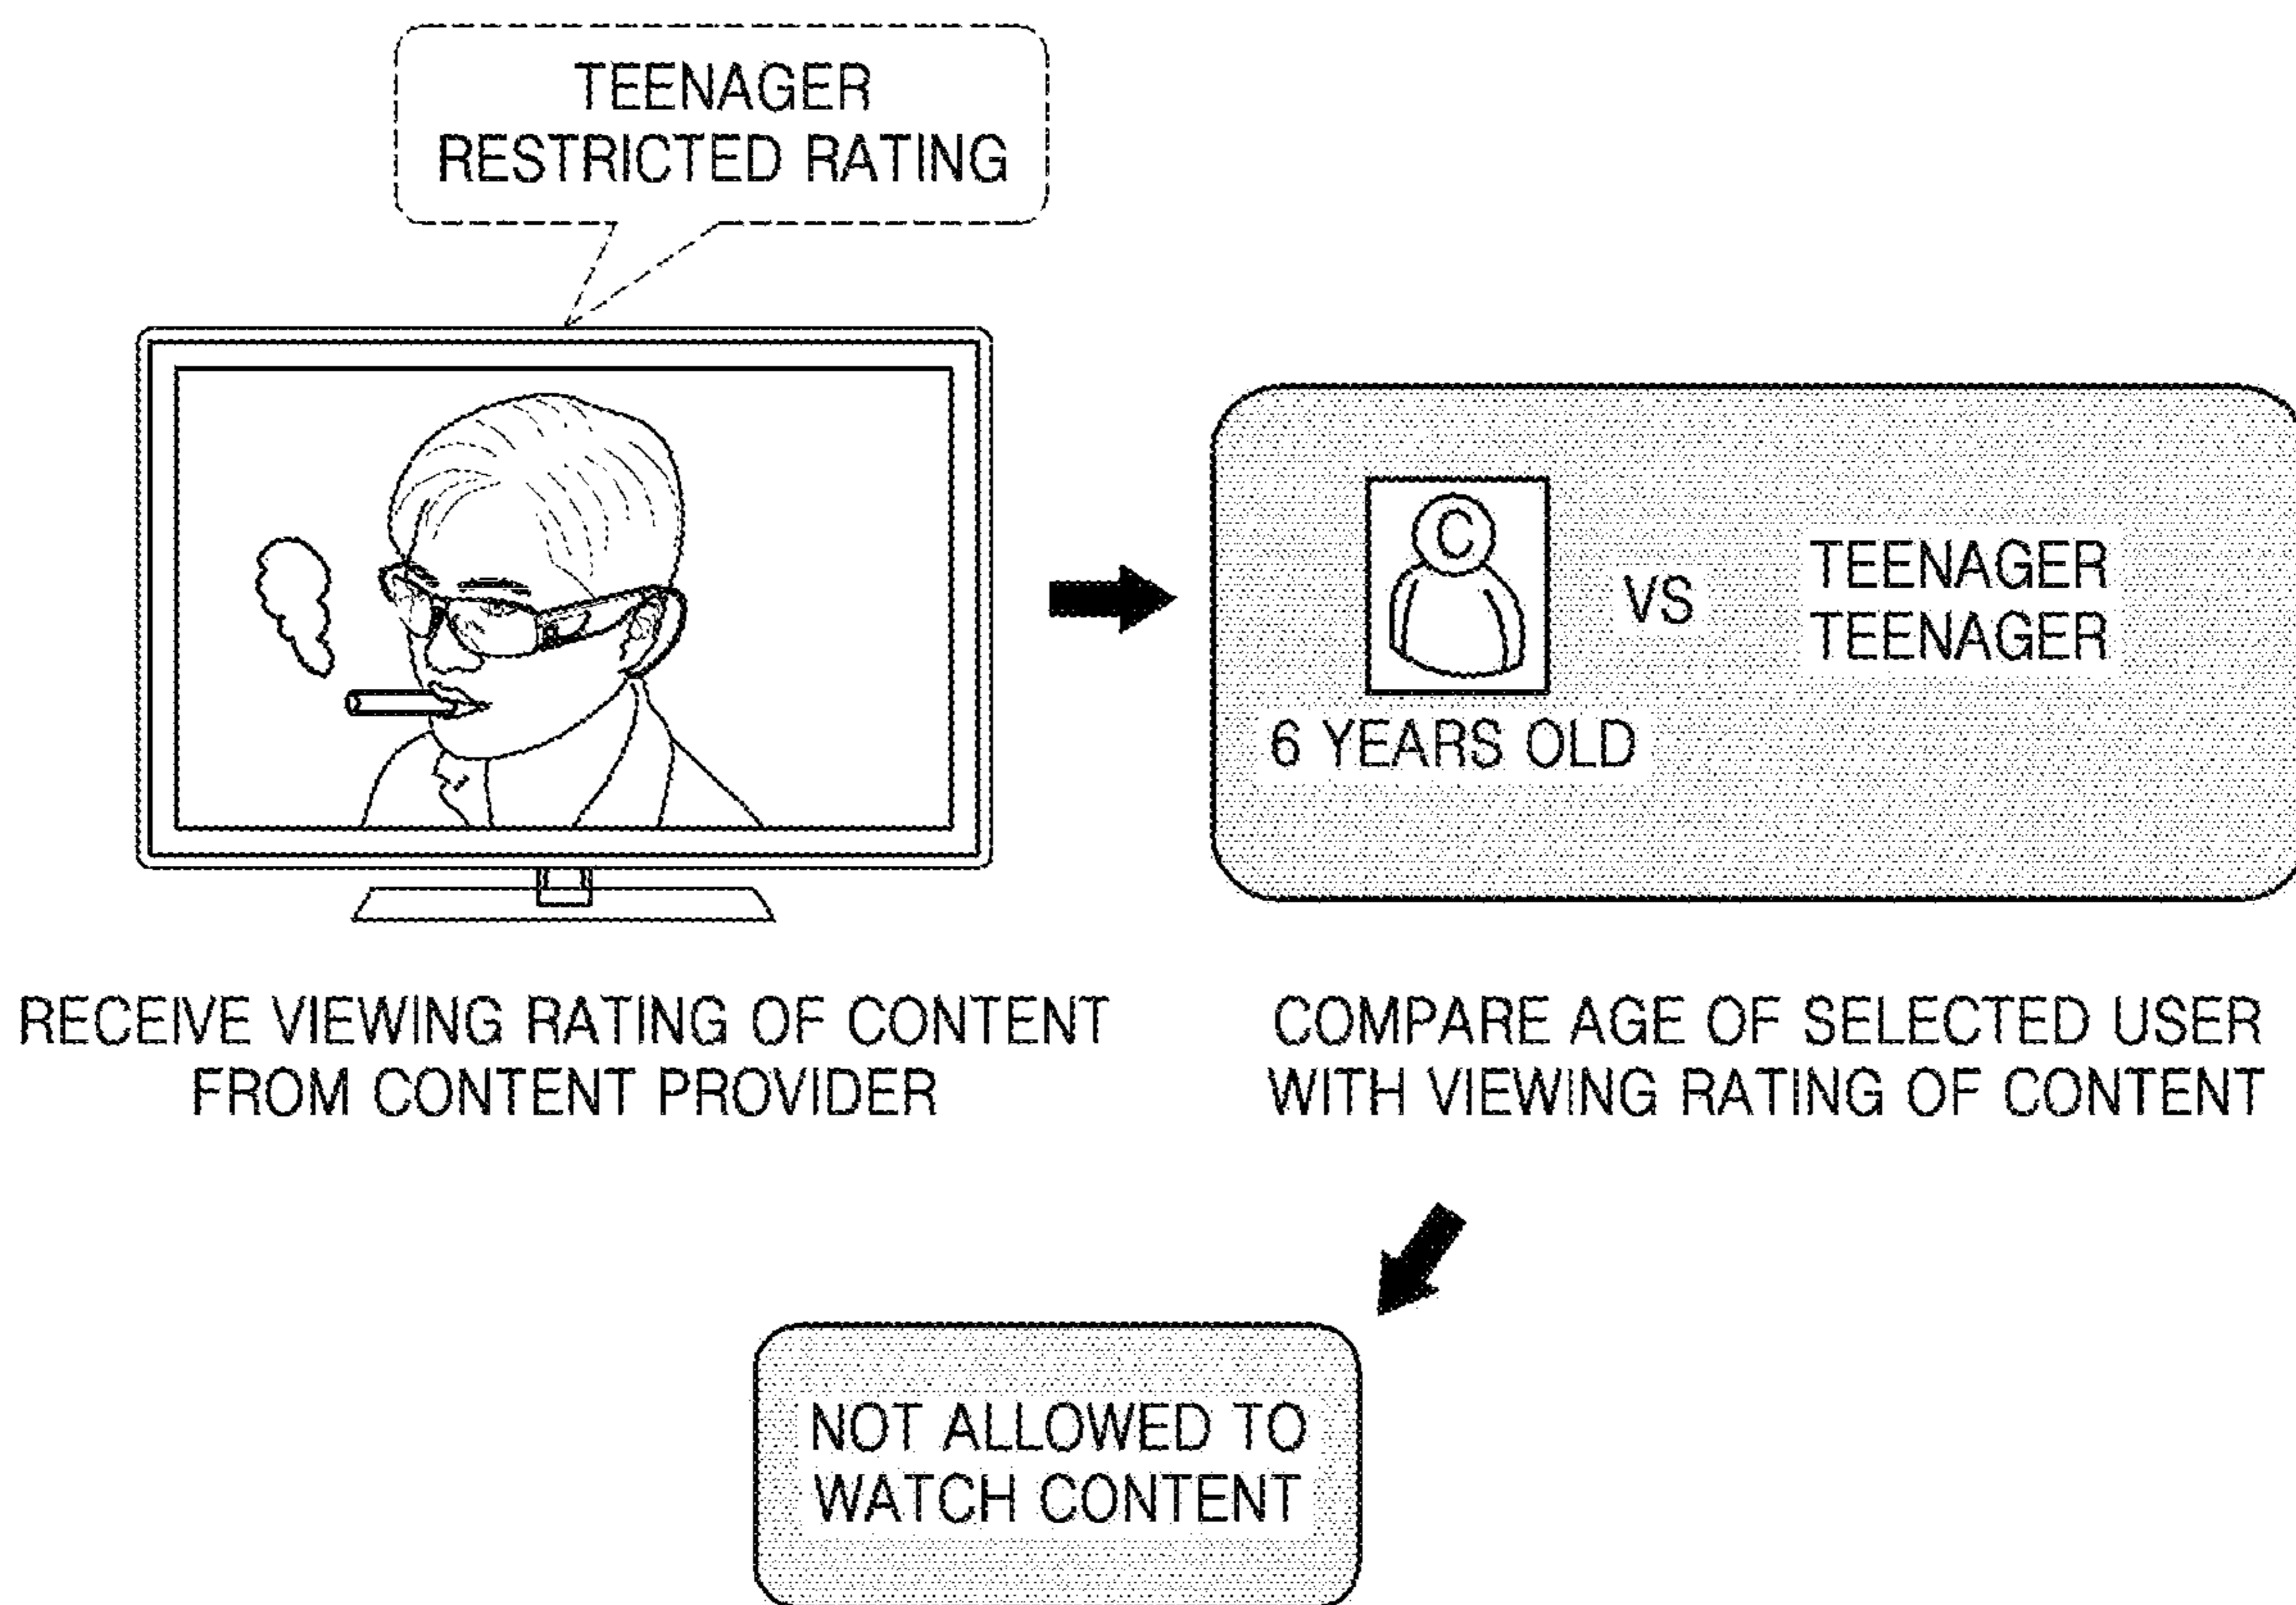 TEENAGER
RESTRICTED RATING
C
VS
TEENAGER
TEENAGER
6 YEARS OLD
RECEIVE VIEWING RATING OF CONTENT
FROM CONTENT PROVIDER
COMPARE AGE OF SELECTED USER
WITH VIEWING RATING OF CONTENT
NOT ALLOWED TO
WATCH CONTENT